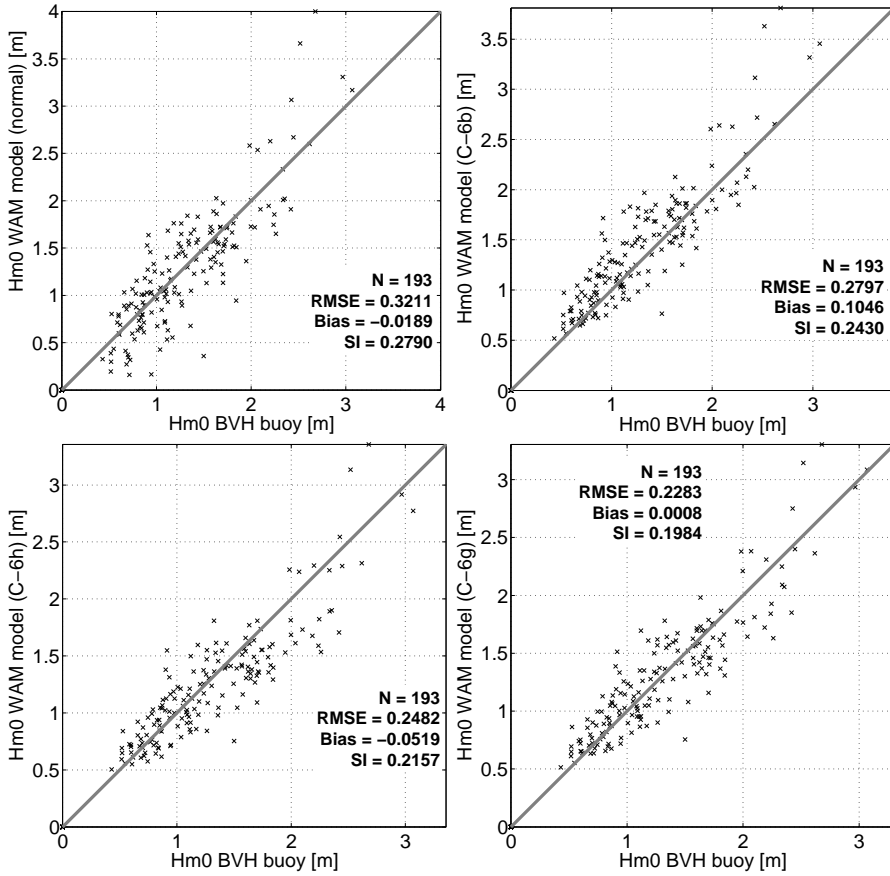 Hm0 WAM model (normal) [m]
4
3.5
3
2.5
2
1.5
1
0.5
0
0 1 2 3 4
Hm0 BVH buoy [m]
N = 193
RMSE = 0.3211
Bias = −0.0189
SI = 0.2790
Hm0 WAM model (C−6b) [m]
3.5
3
2.5
2
1.5
1
0.5
0
0 1 2 3
Hm0 BVH buoy [m]
N = 193
RMSE = 0.2797
Bias = 0.1046
SI = 0.2430
Hm0 WAM model (C−6h) [m]
3
2.5
2
1.5
1
0.5
0
0 1 2 3
Hm0 BVH buoy [m]
N = 193
RMSE = 0.2482
Bias = −0.0519
SI = 0.2157
Hm0 WAM model (C−6g) [m]
3
2.5
2
1.5
1
0.5
0
0 1 2 3
Hm0 BVH buoy [m]
N = 193
RMSE = 0.2283
Bias = 0.0008
SI = 0.1984